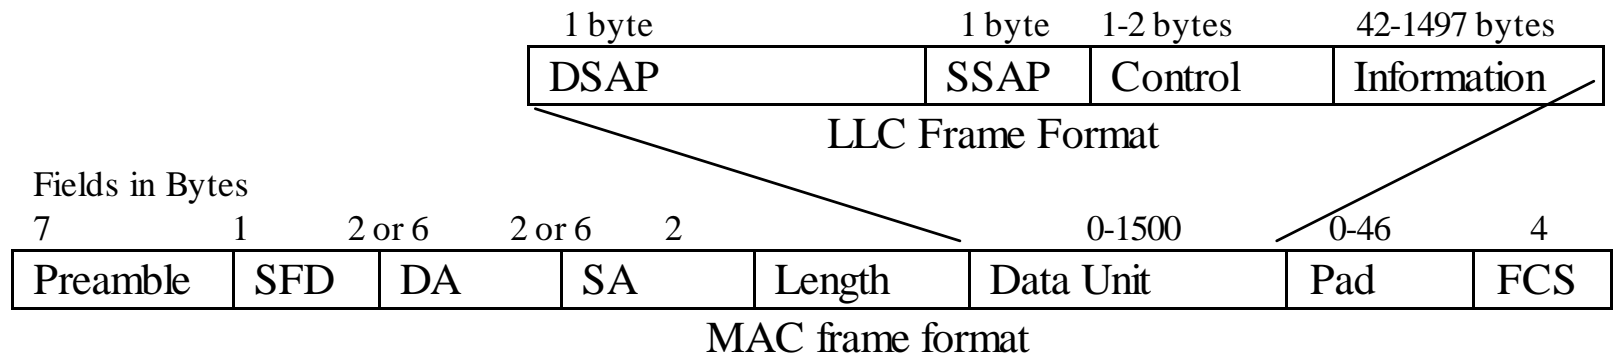 1 byte 1 byte 1-2 bytes 42-1497 bytes
DSAP SSAP Control Information
LLC Frame Format
Fields in Bytes
7 1 2 or 6 2 or 6 2 0-1500 0-46 4
Preamble SFD DA SA Length Data Unit Pad FCS
MAC frame format